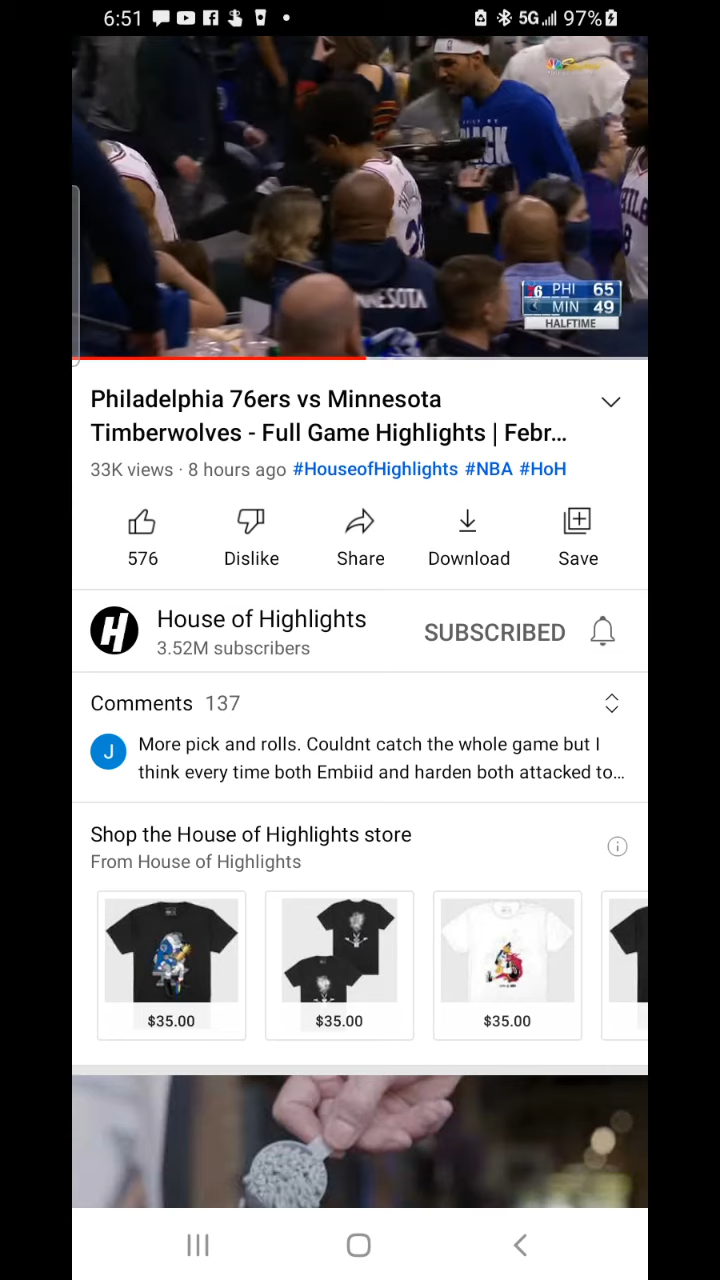 6:51
5G 97%
BLACK
PHILA
NESOTA
76 PHI 65
MIN 49
HALFTIME
Philadelphia 76ers vs Minnesota
Timberwolves - Full Game Highlights | Febr...
33K views · 8 hours ago #HouseofHighlights #NBA #HoH
576
Dislike
Share
Download
Save
H
House of Highlights
3.52M subscribers
SUBSCRIBED
Comments 137
J
More pick and rolls. Couldnt catch the whole game but I
think every time both Embiid and harden both attacked to...
Shop the House of Highlights store
From House of Highlights
$35.00
$35.00
$35.00